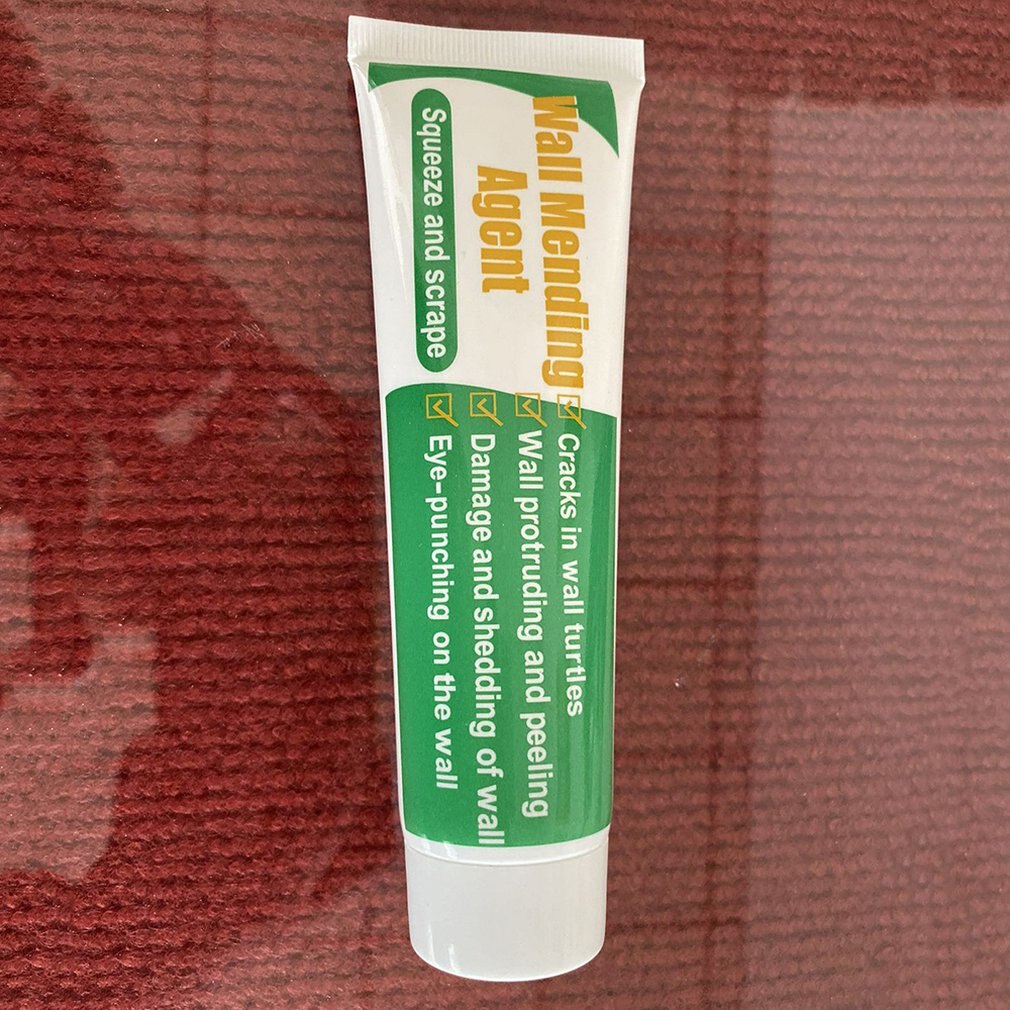 Wall Mending
Agent
Squeeze and scrape
Cracks in wall turtles
Wall protruding and peeling
Damage and shedding of wall
Eye-punching on the wall